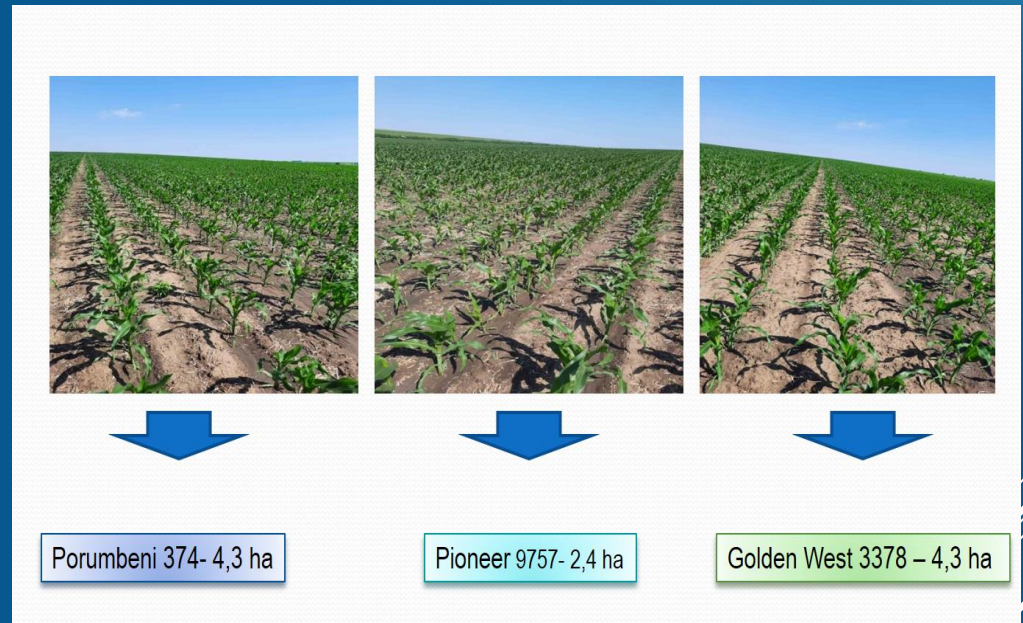 Porumbeni 374- 4,3 ha
Pioneer 9757- 2,4 ha
Golden West 3378 – 4,3 ha